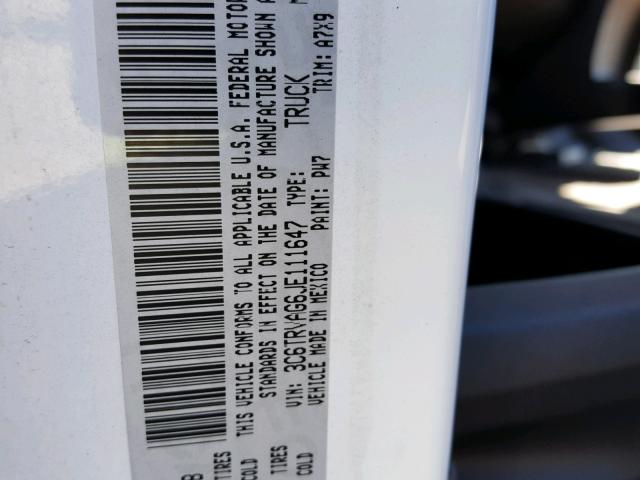 B
TIRES
COLD
THIS VEHICLE CONFORMS TO ALL APPLICABLE U.S.A. FEDERAL MOTOR
STANDARDS IN EFFECT ON THE DATE OF MANUFACTURE SHOWN A
TIRES
COLD
VIN: 3C6TRVAG6JE111647 TYPE: TRUCK
VEHICLE MADE IN MEXICO PAINT: PW7 TRIM: A7X9